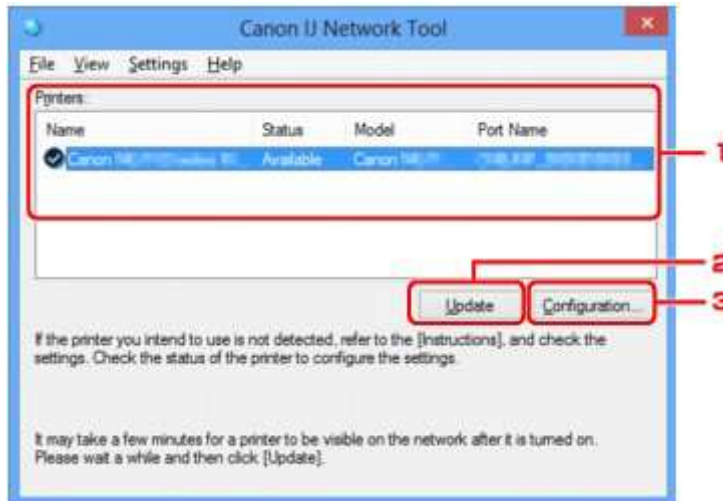 Canon IJ Network Tool
File View Settings Help
Printers:
Name Status Model Port Name
Canon Available Canon
1
2
Update Configuration...
3
If the printer you intend to use is not detected, refer to the [Instructions], and check the
settings. Check the status of the printer to configure the settings.
It may take a few minutes for a printer to be visible on the network after it is turned on.
Please wait a while and then click [Update].